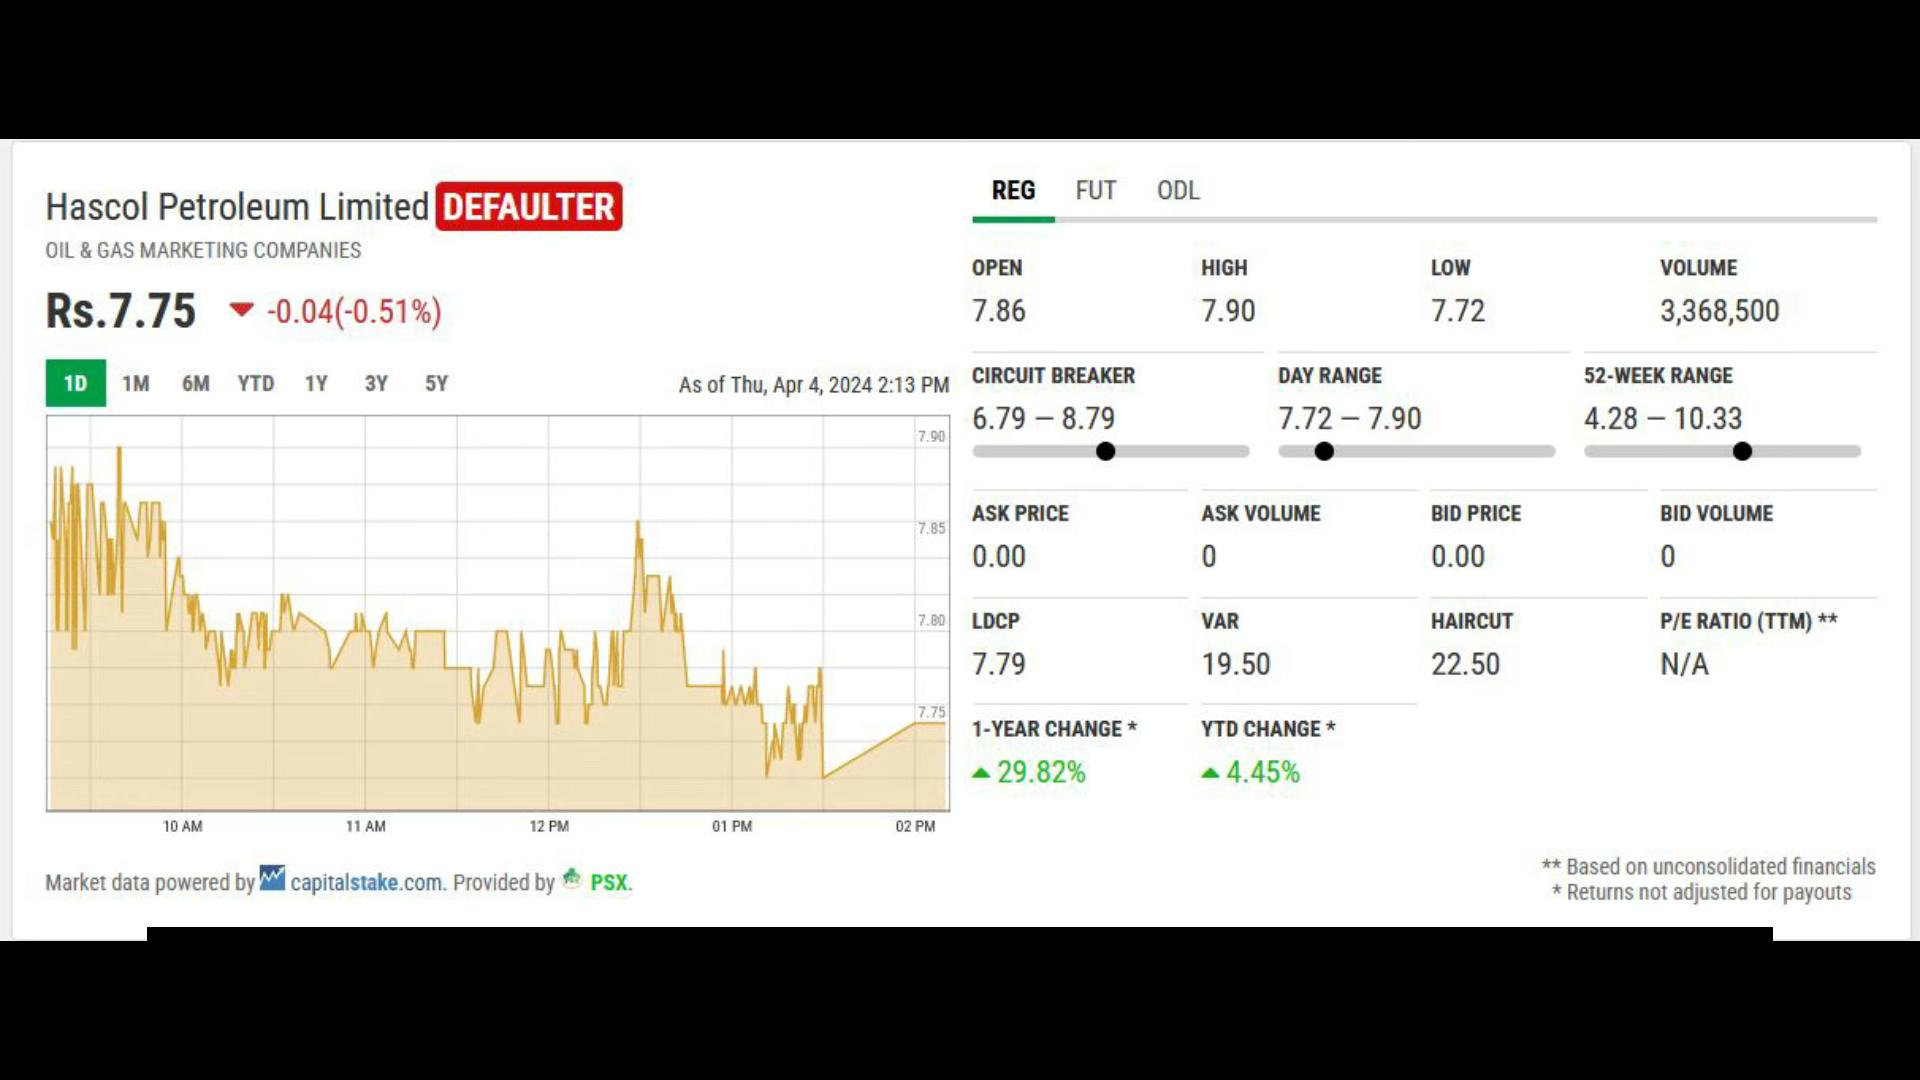 Hascol Petroleum Limited DEFAULTER
OIL & GAS MARKETING COMPANIES
Rs.7.75 -0.04(-0.51%)
1D 1M 6M YTD 1Y 3Y 5Y As of Thu, Apr 4, 2024 2:13 PM
7.90
7.85
7.80
7.75
10 AM 11 AM 12 PM 01 PM 02 PM
Market data powered by capitalstake.com. Provided by PSX.
REG FUT ODL
OPEN HIGH LOW VOLUME
7.86 7.90 7.72 3,368,500
CIRCUIT BREAKER DAY RANGE 52-WEEK RANGE
6.79 — 8.79 7.72 — 7.90 4.28 — 10.33
ASK PRICE ASK VOLUME BID PRICE BID VOLUME
0.00 0 0.00 0
LDCP VAR HAIRCUT P/E RATIO (TTM) **
7.79 19.50 22.50 N/A
1-YEAR CHANGE * YTD CHANGE *
29.82% 4.45%
** Based on unconsolidated financials
* Returns not adjusted for payouts